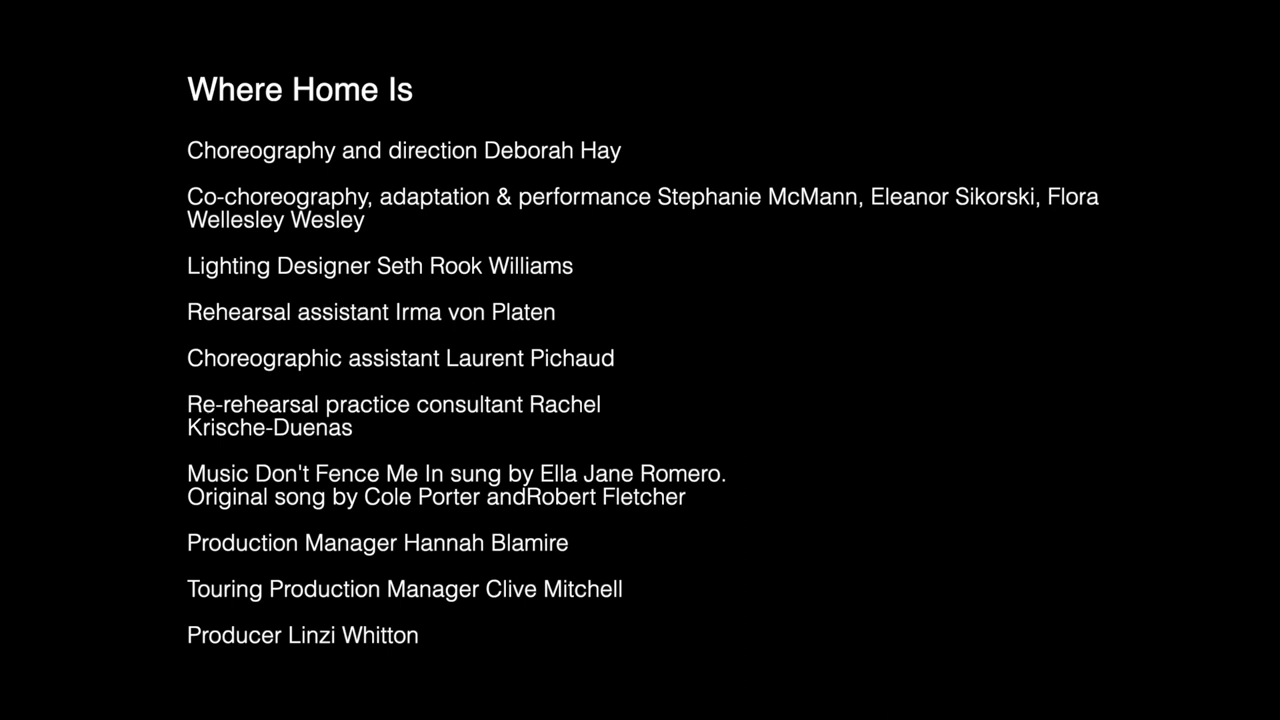 Where Home Is
Choreography and direction Deborah Hay
Co-choreography, adaptation & performance Stephanie McMann, Eleanor Sikorski, Flora
Wellesley Wesley
Lighting Designer Seth Rook Williams
Rehearsal assistant Irma von Platen
Choreographic assistant Laurent Pichaud
Re-rehearsal practice consultant Rachel
Krische-Duenas
Music Don't Fence Me In sung by Ella Jane Romero.
Original song by Cole Porter andRobert Fletcher
Production Manager Hannah Blamire
Touring Production Manager Clive Mitchell
Producer Linzi Whitton